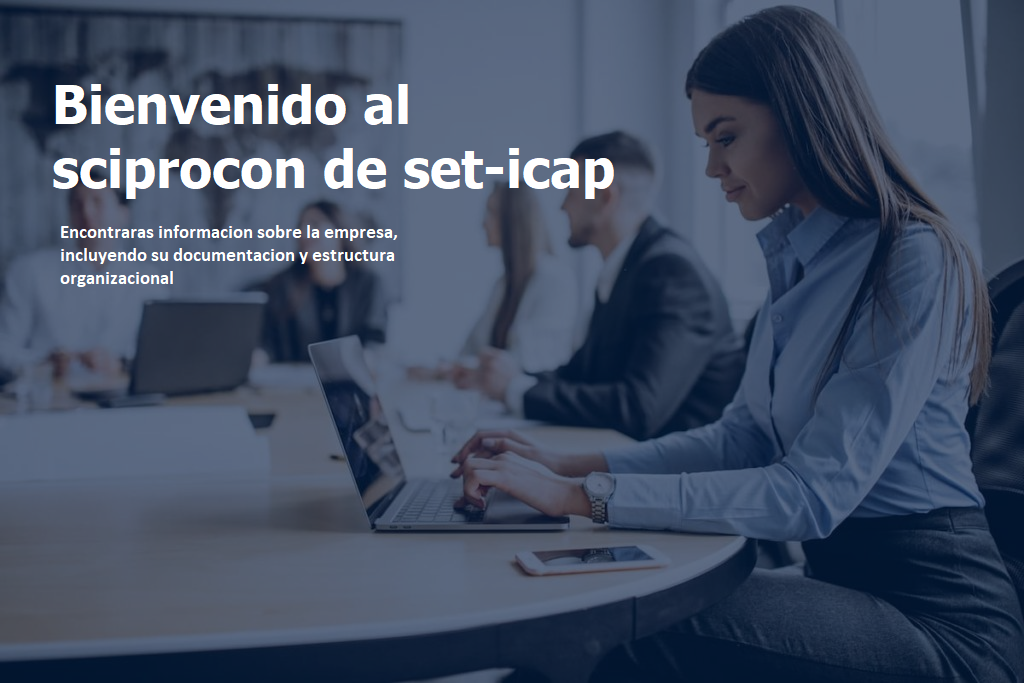 Bienvenido al
sciprocon de set-icap
Encontraras informacion sobre la empresa,
incluyendo su documentacion y estructura
organizacional